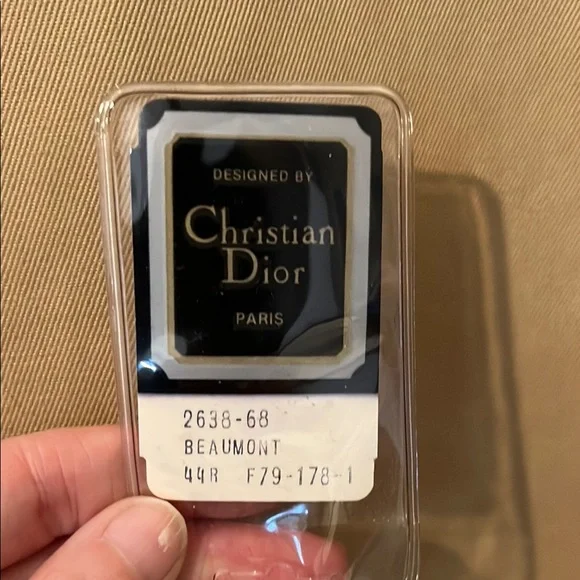 DESIGNED BY
Christian
Dior
PARIS
2638-68
BEAUMONT
44R F79-178-1